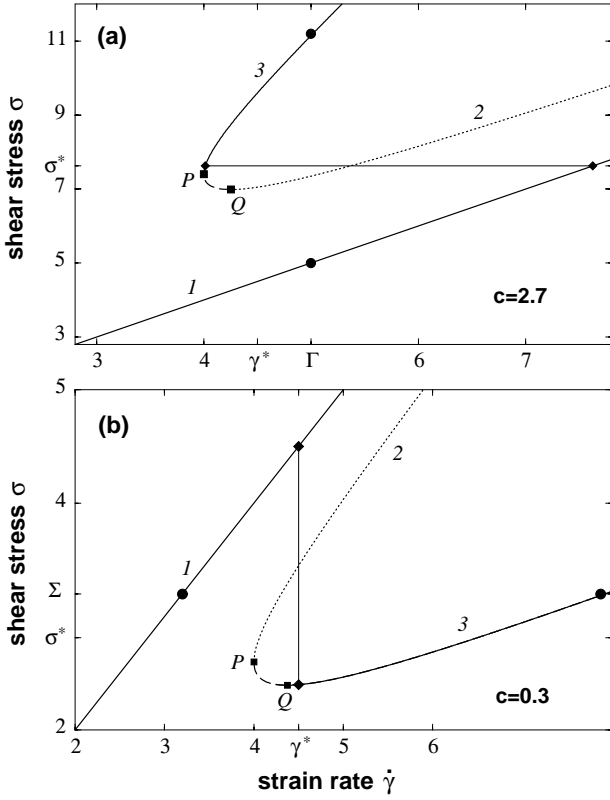 (a)
shear stress σ
11
9
σ*
7
5
3
3
2
P
Q
1
c=2.7
3
4
γ*
Γ
6
7
(b)
shear stress σ
5
4
Σ
σ*
2
1
2
P
3
Q
c=0.3
2
3
4
γ*
5
6
strain rate γ̇